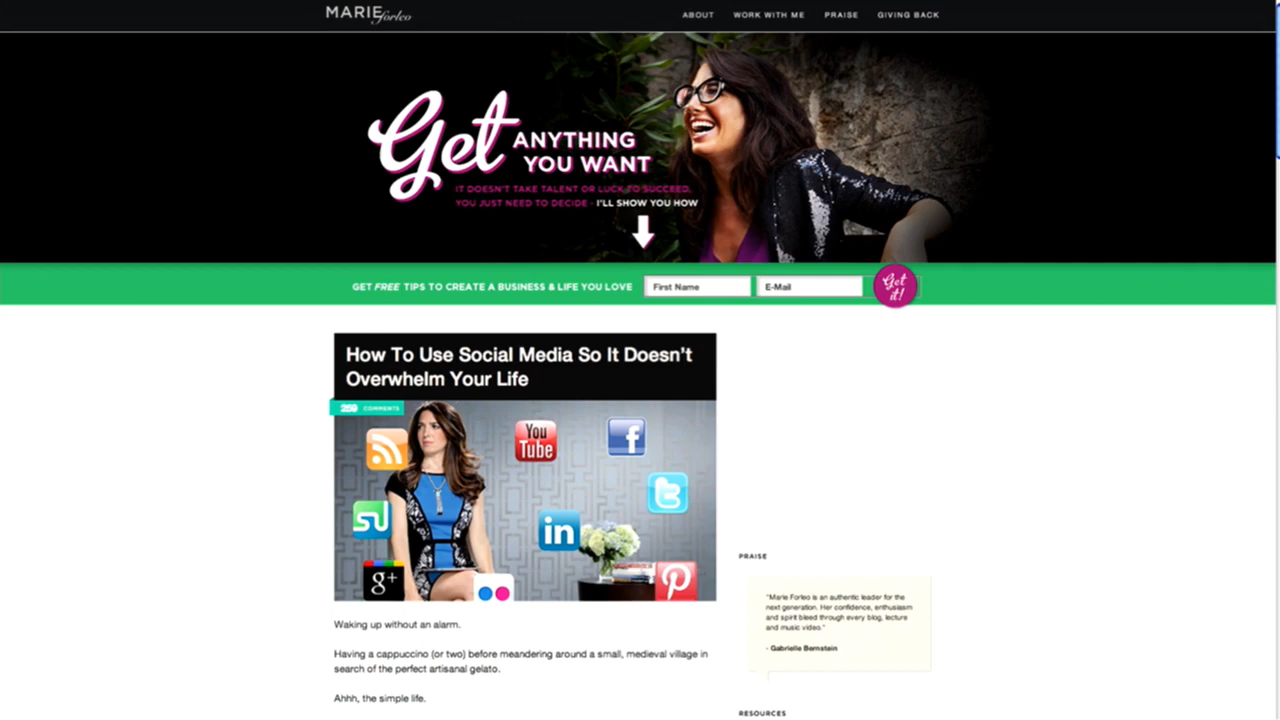 MARIE forleo
ABOUT WORK WITH ME PRAISE GIVING BACK
Get ANYTHING
YOU WANT
IT DOESN'T TAKE TALENT OR LUCK TO SUCCEED,
YOU JUST NEED TO DECIDE - I'LL SHOW YOU HOW
GET FREE TIPS TO CREATE A BUSINESS & LIFE YOU LOVE
First Name
E-Mail
Get
it!
How To Use Social Media So It Doesn't
Overwhelm Your Life
259 COMMENTS
You
Tube
f
t
su
in
g+
P
Waking up without an alarm.
Having a cappuccino (or two) before meandering around a small, medieval village in
search of the perfect artisanal gelato.
Ahhh, the simple life.
PRAISE
"Marie Forleo is an authentic leader for the
next generation. Her confidence, enthusiasm
and spirit bleed through every blog, lecture
and music video."
- Gabrielle Bernstein
RESOURCES